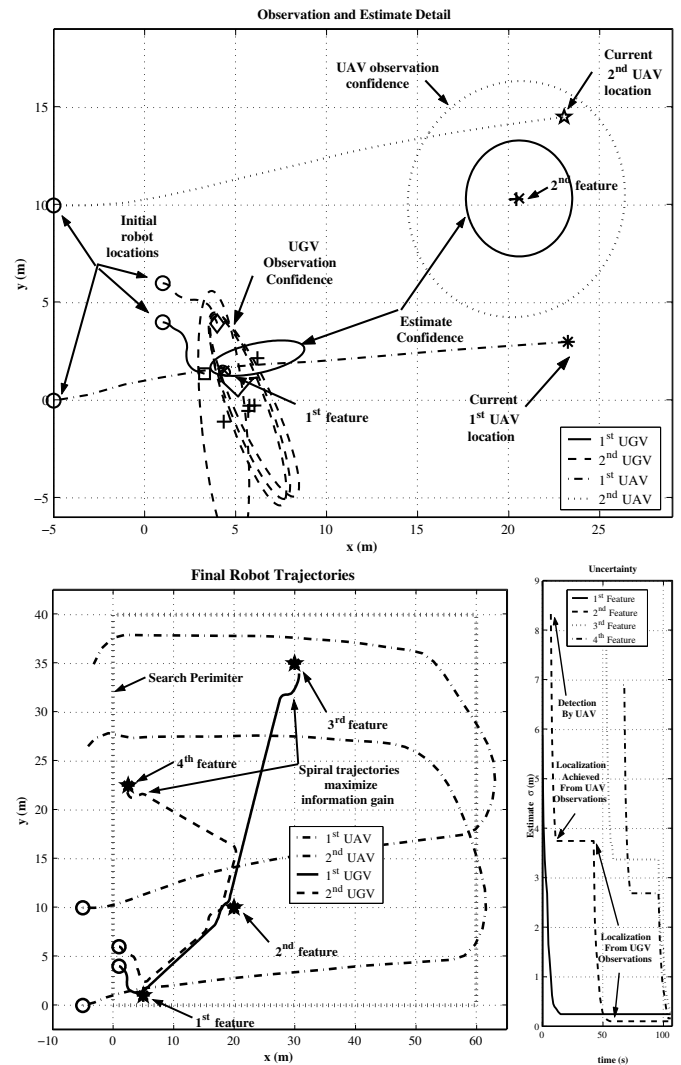 Observation and Estimate Detail
UAV observation
confidence
Current
2nd UAV
location
2nd feature
Initial
robot
locations
UGV
Observation
Confidence
Estimate
Confidence
1st feature
Current
1st UAV
location
1st UGV
2nd UGV
1st UAV
2nd UAV
15
10
5
0
−5
y (m)
−5 0 5 10 15 20 25
x (m)
Final Robot Trajectories
Search Perimiter
3rd feature
4th feature
Spiral trajectories
maximize
information gain
1st UAV
2nd UAV
1st UGV
2nd UGV
2nd feature
1st feature
40
35
30
25
20
15
10
5
0
y (m)
−10 0 10 20 30 40 50 60
x (m)
Uncertainty
1st Feature
2nd Feature
3rd Feature
4th Feature
Detection
By UAV
Localization
Achieved
From UAV
Observations
Localization
From UGV
Observations
9
8
7
6
5
4
3
2
1
0
Estimate σ (m)
0 50 100
time (s)